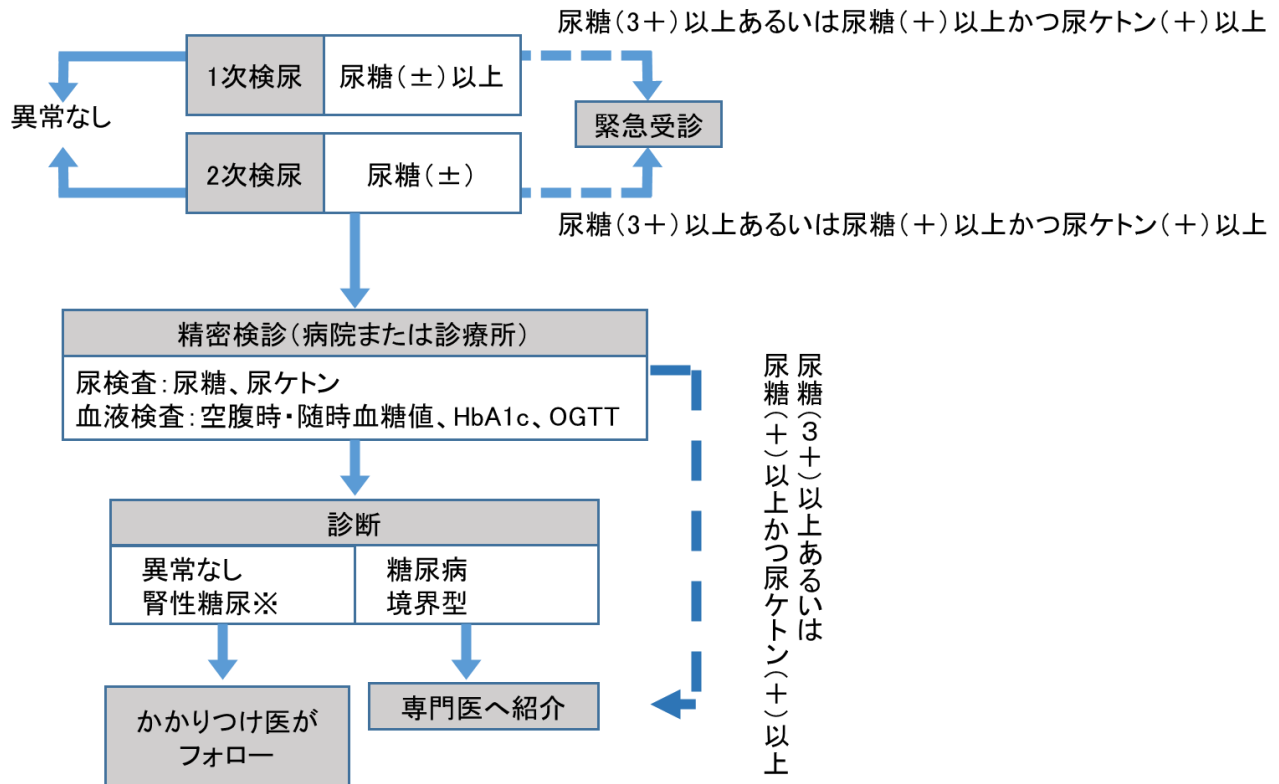 尿糖(3+)以上あるいは尿糖(+)以上かつ尿ケトン(+)以上
1次検尿
尿糖(±)以上
異常なし
緊急受診
2次検尿
尿糖(±)
尿糖(3+)以上あるいは尿糖(+)以上かつ尿ケトン(+)以上
精密検診(病院または診療所)
尿検査:尿糖、尿ケトン
血液検査:空腹時・随時血糖値、HbA1c、OGTT
尿糖(3+)以上あるいは
尿糖(+)以上かつ尿ケトン(+)以上
診断
異常なし
腎性糖尿※
糖尿病
境界型
かかりつけ医が
フォロー
専門医へ紹介